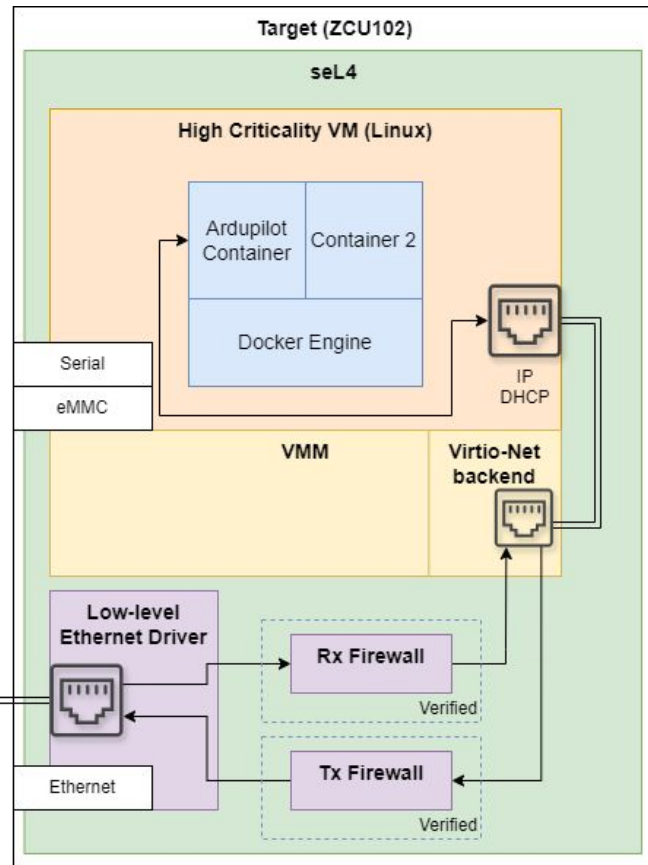 Target (ZCU102)
seL4
High Criticality VM (Linux)
Ardupilot
Container
Container 2
Docker Engine
Serial
eMMC
IP
DHCP
VMM
Virtio-Net
backend
Low-level
Ethernet Driver
Rx Firewall
Verified
Tx Firewall
Ethernet
Verified